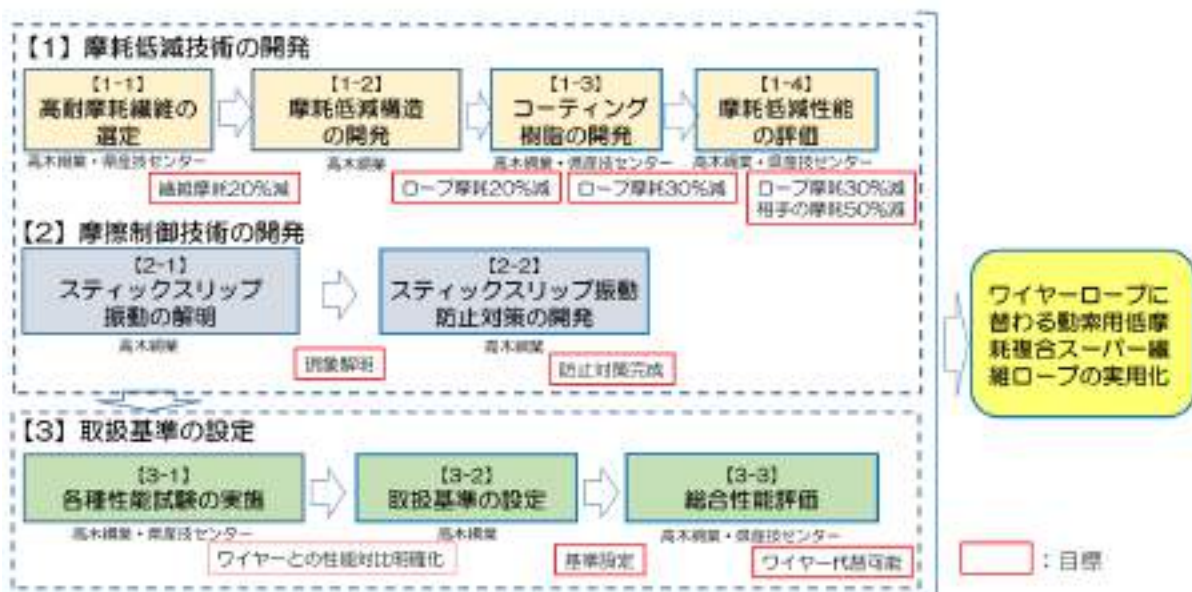 【1】摩耗低減技術の開発
【1-1】
高耐摩耗繊維の
選定
高木綱業・県産技センター
繊維摩耗20%減
【1-2】
摩耗低減構造
の開発
高木綱業
ロープ摩耗20%減
【1-3】
コーティング
樹脂の開発
高木綱業・県産技センター
ロープ摩耗30%減
【1-4】
摩耗低減性能
の評価
高木綱業・県産技センター
ロープ摩耗30%減
相手の摩耗50%減
【2】摩擦制御技術の開発
【2-1】
スティックスリップ
振動の解明
高木綱業
現象解明
【2-2】
スティックスリップ振動
防止対策の開発
高木綱業
防止対策完成
【3】取扱基準の設定
【3-1】
各種性能試験の実施
高木綱業・県産技センター
ワイヤーとの性能対比明確化
【3-2】
取扱基準の設定
高木綱業
基準設定
【3-3】
総合性能評価
高木綱業・県産技センター
ワイヤー代替可能
ワイヤーロープに
替わる動索用低摩
耗複合スーパー繊
維ロープの実用化
：目標